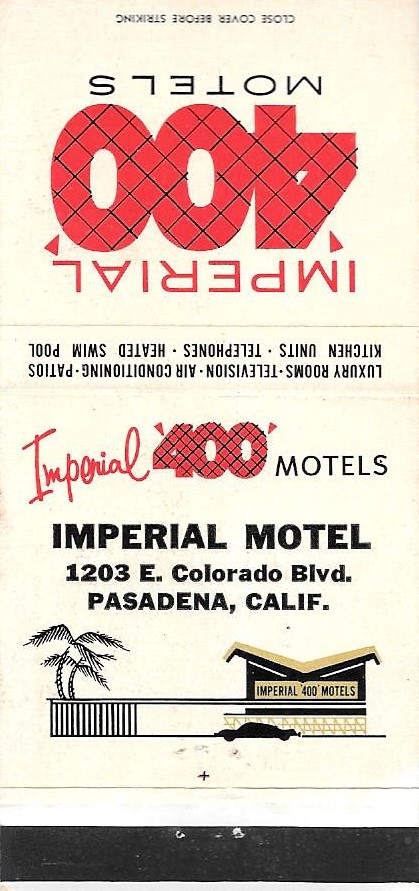 CLOSE COVER BEFORE STRIKING
IMPERIAL
'400'
MOTELS
LUXURY ROOMS · TELEVISION · AIR CONDITIONING · PATIOS
KITCHEN UNITS · TELEPHONES · HEATED SWIM POOL
Imperial '400' MOTELS
IMPERIAL MOTEL
1203 E. Colorado Blvd.
PASADENA, CALIF.
IMPERIAL '400' MOTELS